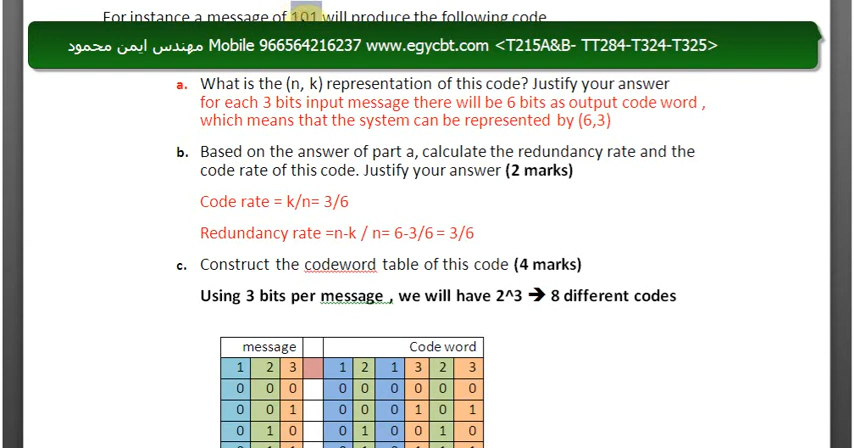 For instance a message of 101 will produce the following code
مهندس ايمن محمود Mobile 966564216237 www.egycbt.com <T215A&B- TT284-T324-T325>
a. What is the (n, k) representation of this code? Justify your answer
for each 3 bits input message there will be 6 bits as output code word ,
which means that the system can be represented by (6,3)
b. Based on the answer of part a, calculate the redundancy rate and the
code rate of this code. Justify your answer (2 marks)
Code rate = k/n= 3/6
Redundancy rate =n-k / n= 6-3/6 = 3/6
c. Construct the codeword table of this code (4 marks)
Using 3 bits per message , we will have 2^3 → 8 different codes
message Code word
1 2 3 1 2 1 3 2 3
0 0 0 0 0 0 0 0 0
0 0 1 0 0 0 1 0 1
0 1 0 0 1 0 0 1 0